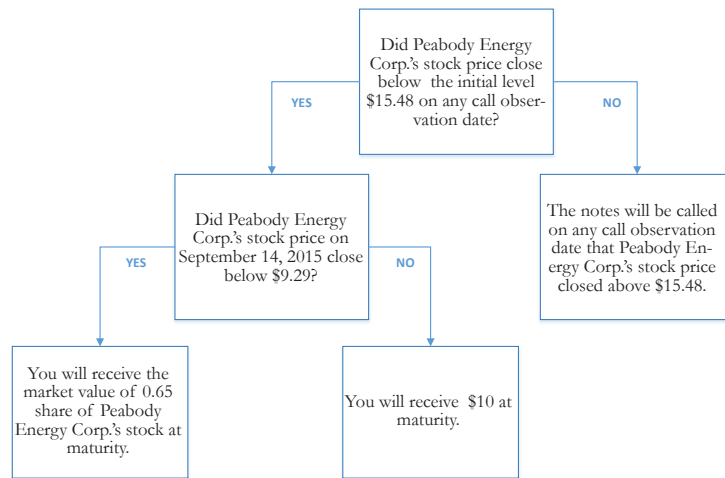 Did Peabody Energy
Corp.'s stock price close
below the initial level
$15.48 on any call obser-
vation date?
YES
NO
Did Peabody Energy
Corp.'s stock price on
September 14, 2015 close
below $9.29?
The notes will be called
on any call observation
date that Peabody En-
ergy Corp.'s stock price
closed above $15.48.
YES
NO
You will receive the
market value of 0.65
share of Peabody
Energy Corp.'s stock at
maturity.
You will receive $10 at
maturity.